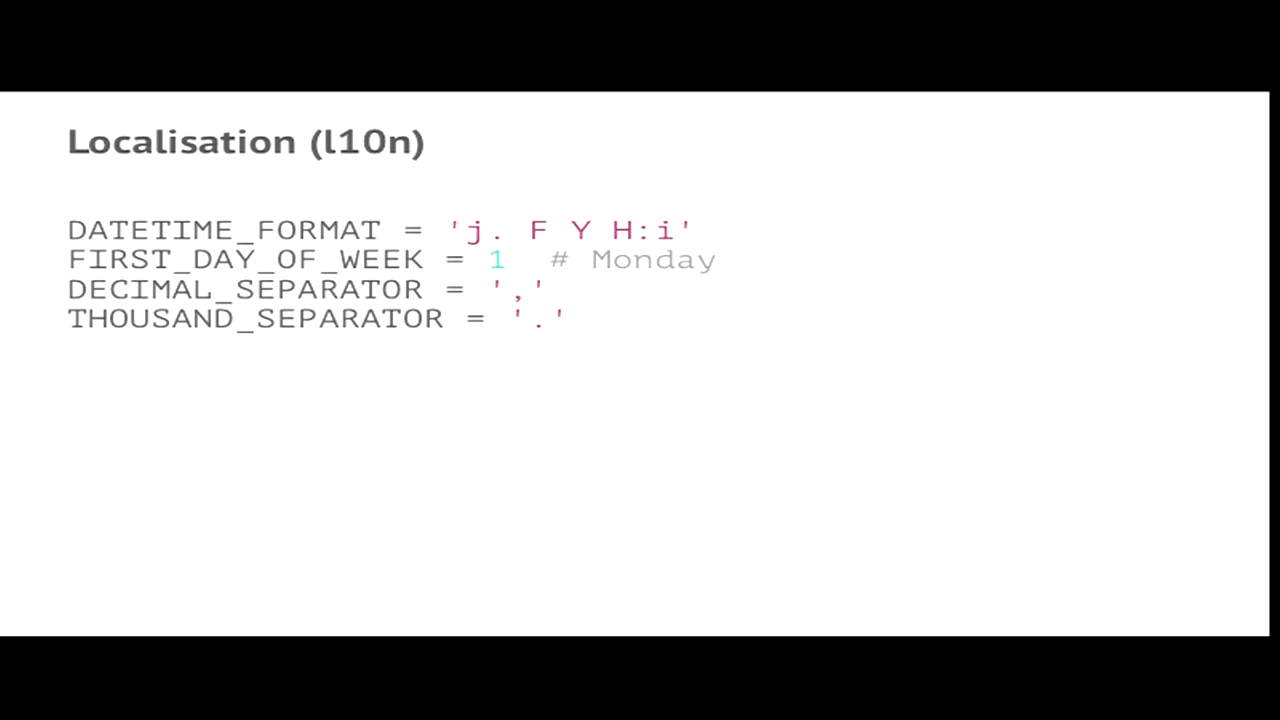 Localisation (l10n)
DATETIME_FORMAT = 'j. F Y H:i'
FIRST_DAY_OF_WEEK = 1  # Monday
DECIMAL_SEPARATOR = ','
THOUSAND_SEPARATOR = '.'